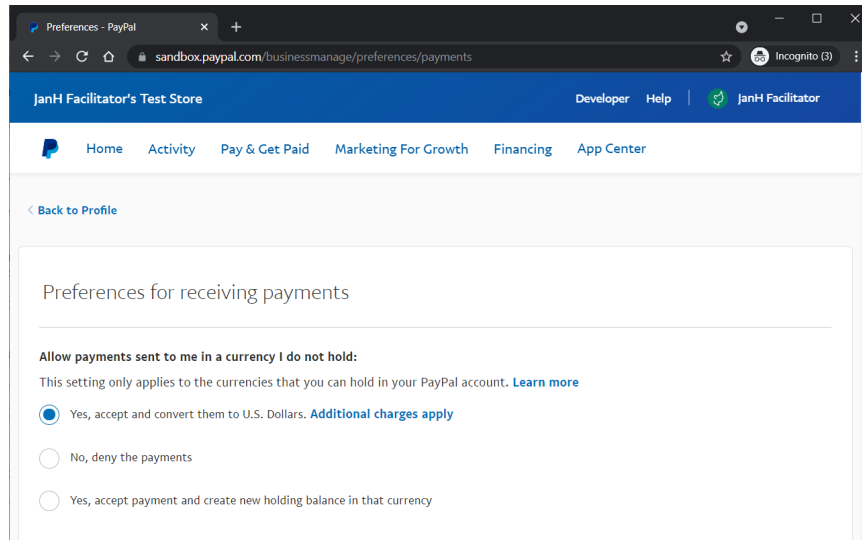 Preferences - PayPal
sandbox.paypal.com/businessmanage/preferences/payments
Incognito (3)
JanH Facilitator's Test Store
Developer Help JanH Facilitator
Home Activity Pay & Get Paid Marketing For Growth Financing App Center
Back to Profile
Preferences for receiving payments
Allow payments sent to me in a currency I do not hold:
This setting only applies to the currencies that you can hold in your PayPal account. Learn more
Yes, accept and convert them to U.S. Dollars. Additional charges apply
No, deny the payments
Yes, accept payment and create new holding balance in that currency